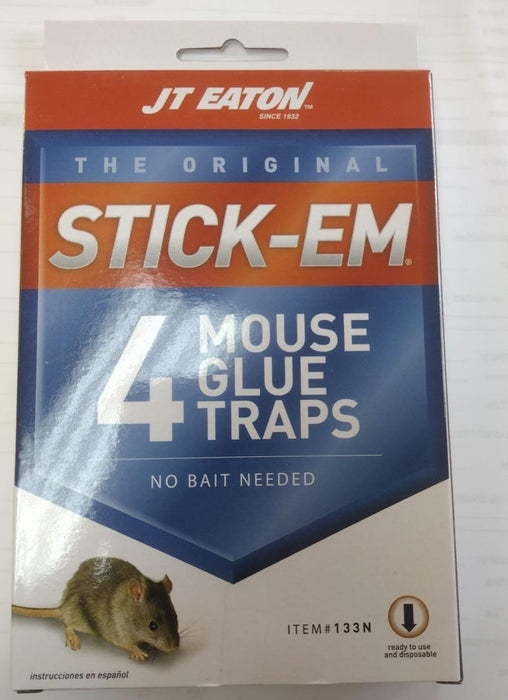 JT EATON™
SINCE 1932
THE ORIGINAL
STICK-EM®
4 MOUSE
GLUE
TRAPS
NO BAIT NEEDED
ITEM#133N
ready to use
and disposable
instrucciones en español